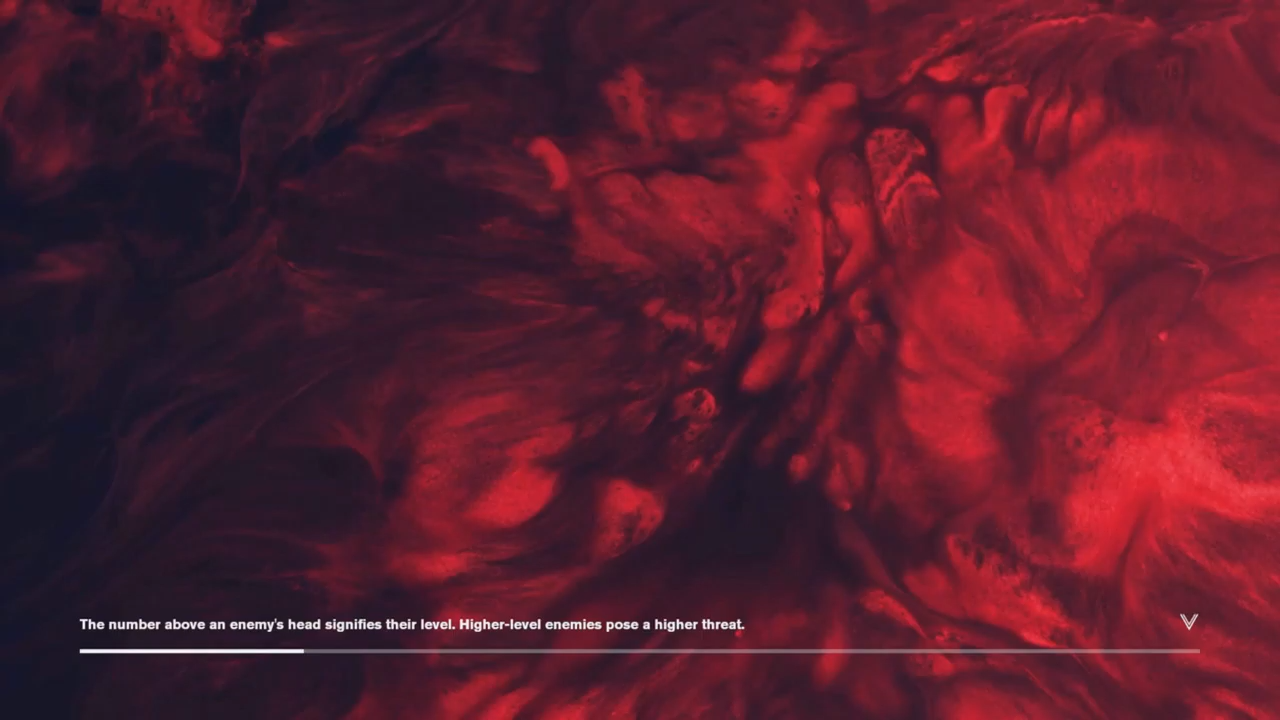 The number above an enemy's head signifies their level. Higher-level enemies pose a higher threat.